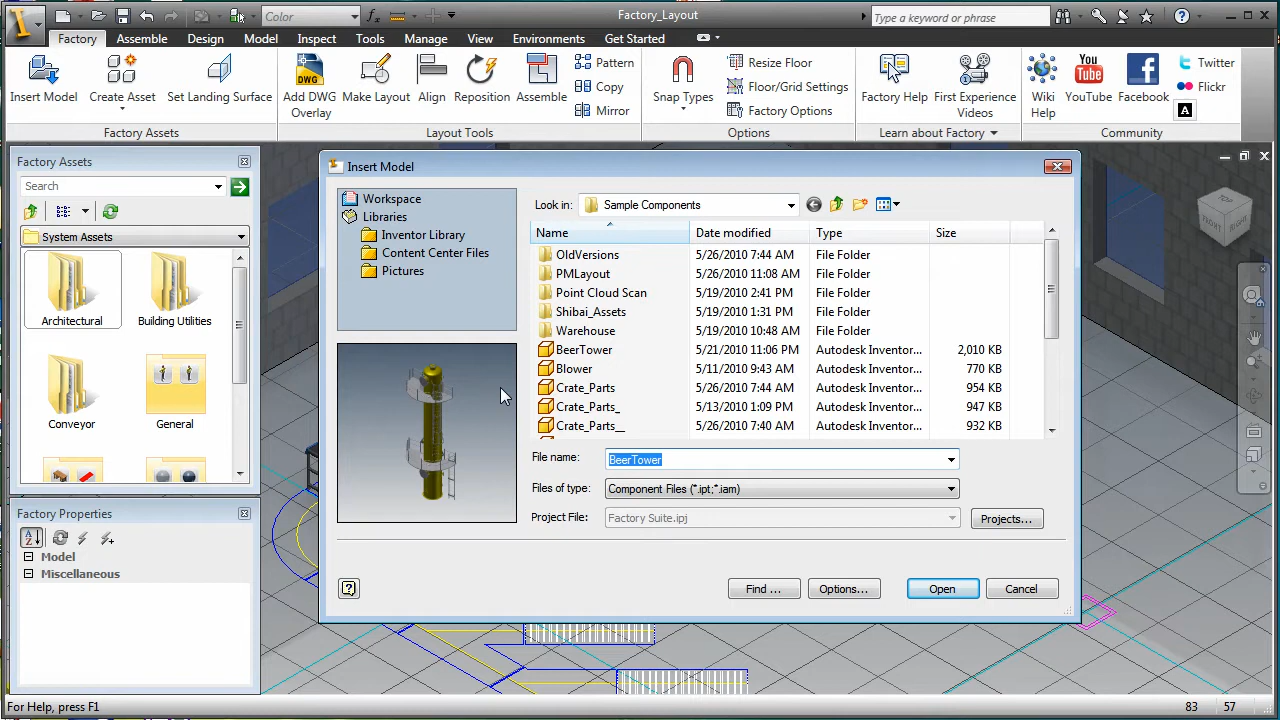 Color
Factory_Layout
Type a keyword or phrase
Factory Assemble Design Model Inspect Tools Manage View Environments Get Started
Insert Model
Create Asset
Set Landing Surface
Factory Assets
DWG
Add DWG
Overlay
Make Layout
Align
Reposition
Assemble
Pattern
Copy
Mirror
Layout Tools
Snap Types
Resize Floor
Floor/Grid Settings
Factory Options
Options
Factory Help
First Experience
Videos
Learn about Factory
Wiki
Help
You
Tube
YouTube
Facebook
Twitter
Flickr
A
Community
Factory Assets
Search
System Assets
Architectural
Building Utilities
Conveyor
General
Factory Properties
Model
Miscellaneous
Insert Model
Workspace
Libraries
Inventor Library
Content Center Files
Pictures
Look in: Sample Components
Name Date modified Type Size
OldVersions 5/26/2010 7:44 AM File Folder
PMLayout 5/26/2010 11:08 AM File Folder
Point Cloud Scan 5/19/2010 2:41 PM File Folder
Shibai_Assets 5/19/2010 1:31 PM File Folder
Warehouse 5/19/2010 10:48 AM File Folder
BeerTower 5/21/2010 11:06 PM Autodesk Inventor... 2,010 KB
Blower 5/11/2010 9:43 AM Autodesk Inventor... 770 KB
Crate_Parts 5/26/2010 7:44 AM Autodesk Inventor... 954 KB
Crate_Parts_ 5/13/2010 1:09 PM Autodesk Inventor... 947 KB
Crate_Parts__ 5/26/2010 7:40 AM Autodesk Inventor... 932 KB
File name: BeerTower
Files of type: Component Files (*.ipt;*.iam)
Project File: Factory Suite.ipj Projects...
Find ... Options... Open Cancel
For Help, press F1
83 57